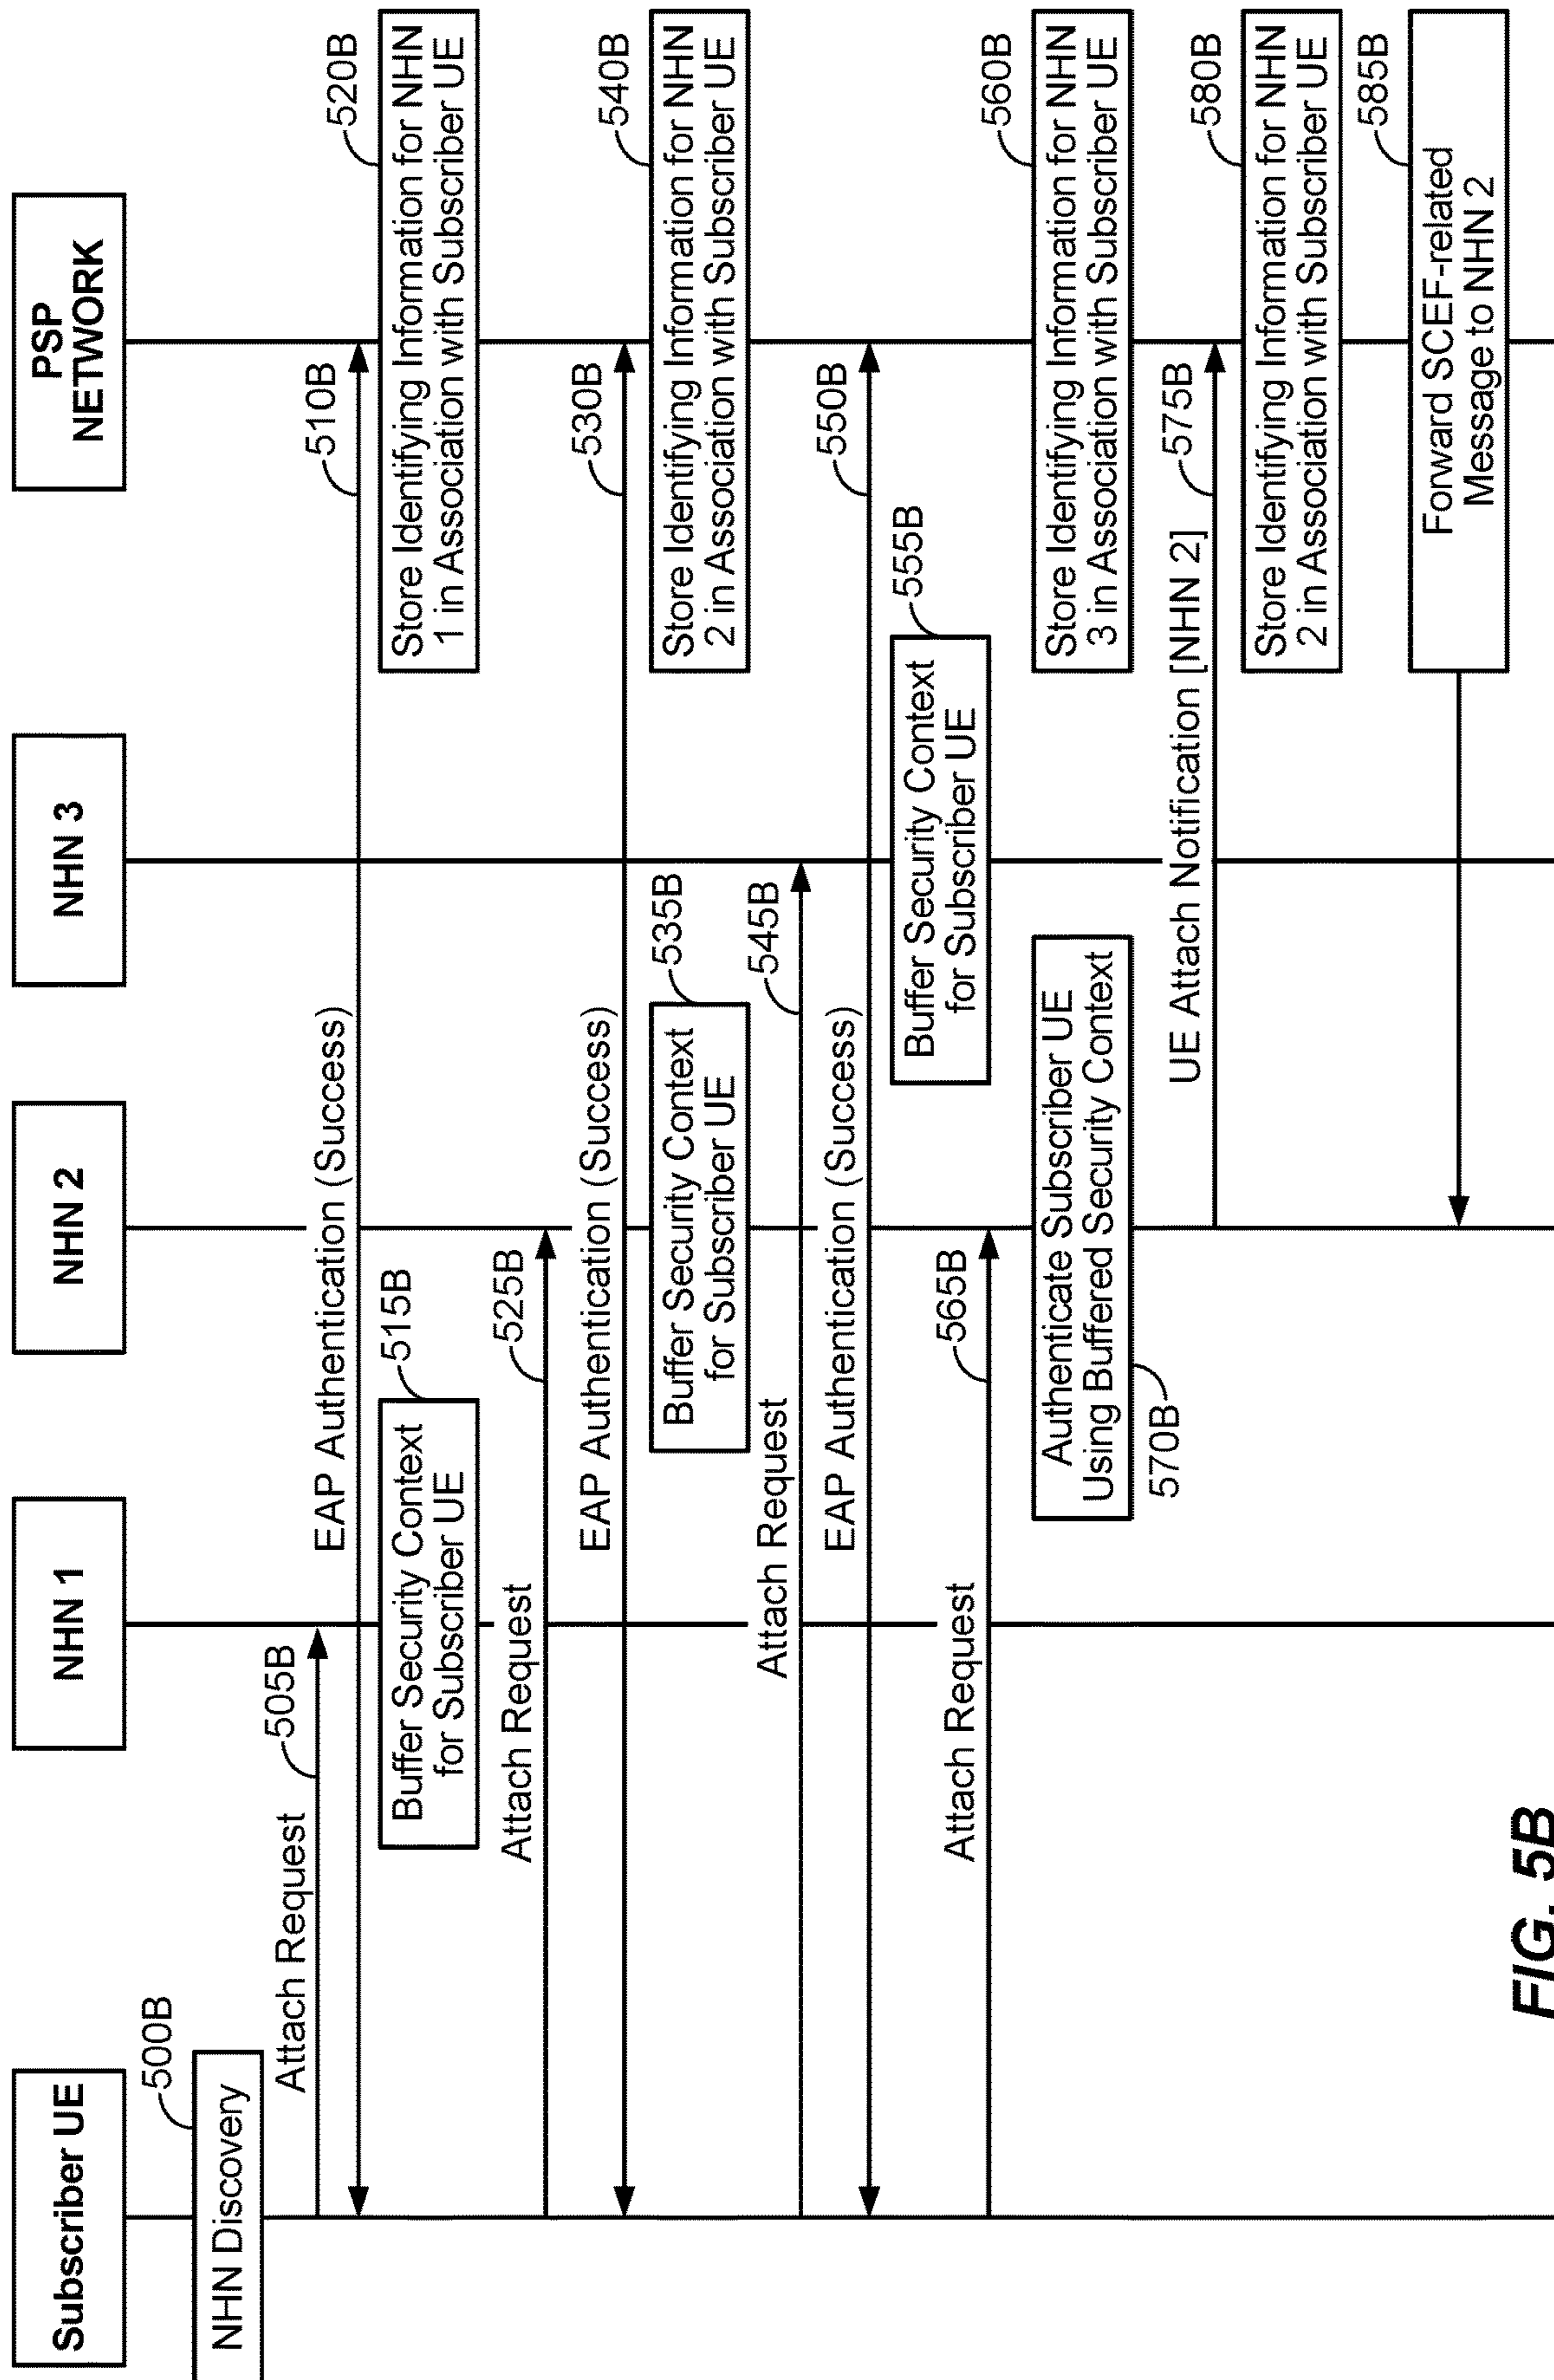 Subscriber UE
NHN 1
NHN 2
NHN 3
PSP
NETWORK
500B
NHN Discovery
Attach Request
505B
EAP Authentication (Success)
510B
Buffer Security Context
for Subscriber UE
515B
Store Identifying Information for NHN
1 in Association with Subscriber UE
520B
Attach Request
525B
EAP Authentication (Success)
530B
Buffer Security Context
for Subscriber UE
535B
Store Identifying Information for NHN
2 in Association with Subscriber UE
540B
Attach Request
545B
EAP Authentication (Success)
550B
Buffer Security Context
for Subscriber UE
555B
Store Identifying Information for NHN
3 in Association with Subscriber UE
560B
Attach Request
565B
Authenticate Subscriber UE
Using Buffered Security Context
570B
UE Attach Notification [NHN 2]
575B
Store Identifying Information for NHN
2 in Association with Subscriber UE
580B
Forward SCEF-related
Message to NHN 2
585B
FIG. 5B